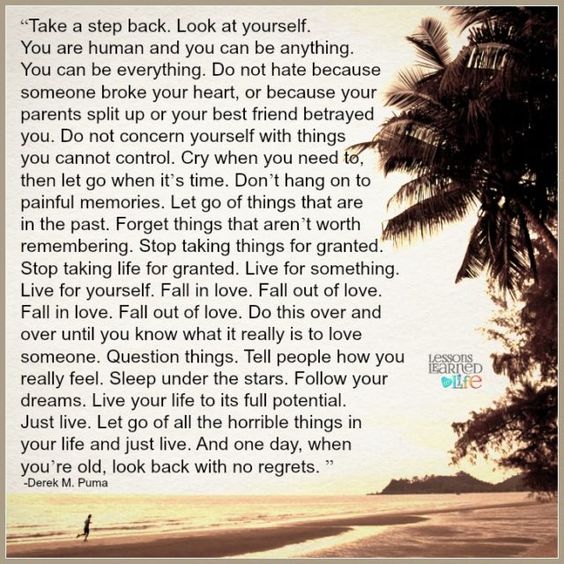 “Take a step back. Look at yourself.
You are human and you can be anything.
You can be everything. Do not hate because
someone broke your heart, or because your
parents split up or your best friend betrayed
you. Do not concern yourself with things
you cannot control. Cry when you need to,
then let go when it’s time. Don’t hang on to
painful memories. Let go of things that are
in the past. Forget things that aren’t worth
remembering. Stop taking things for granted.
Stop taking life for granted. Live for something.
Live for yourself. Fall in love. Fall out of love.
Fall in love. Fall out of love. Do this over and
over until you know what it really is to love
someone. Question things. Tell people how you
really feel. Sleep under the stars. Follow your
dreams. Live your life to its full potential.
Just live. Let go of all the horrible things in
your life and just live. And one day, when
you’re old, look back with no regrets. ”
-Derek M. Puma
LESSONS
LEARNED
IN LiFE